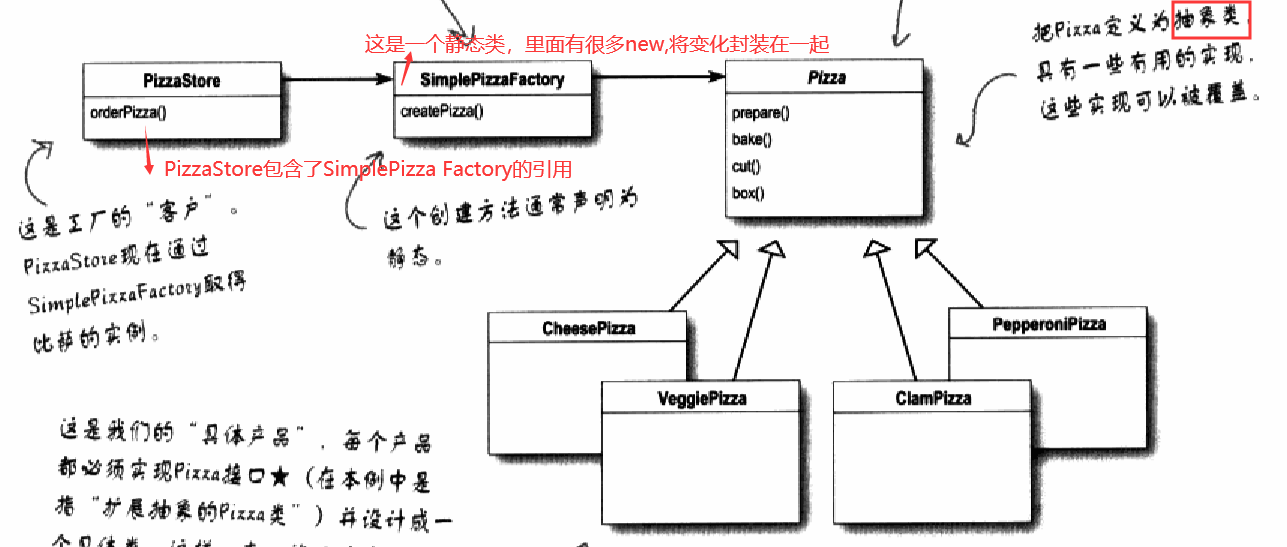 这是一个静态类，里面有很多new,将变化封装在一起
把Pizza定义为抽象类，
具有一些有用的实现，
这些实现可以被覆盖。
PizzaStore
orderPizza()
SimplePizzaFactory
createPizza()
Pizza
prepare()
bake()
cut()
box()
PizzaStore包含了SimplePizza Factory的引用
这是工厂的“客户”。
PizzaStore现在通过
SimplePizzaFactory取得
比萨的实例。
这个创建方法通常声明为
静态。
CheesePizza
VeggiePizza
ClamPizza
PepperoniPizza
这是我们的“具体产品”，每个产品
都必须实现Pizza接口★（在本例中是
指“扩展抽象的Pizza类”）并设计成一